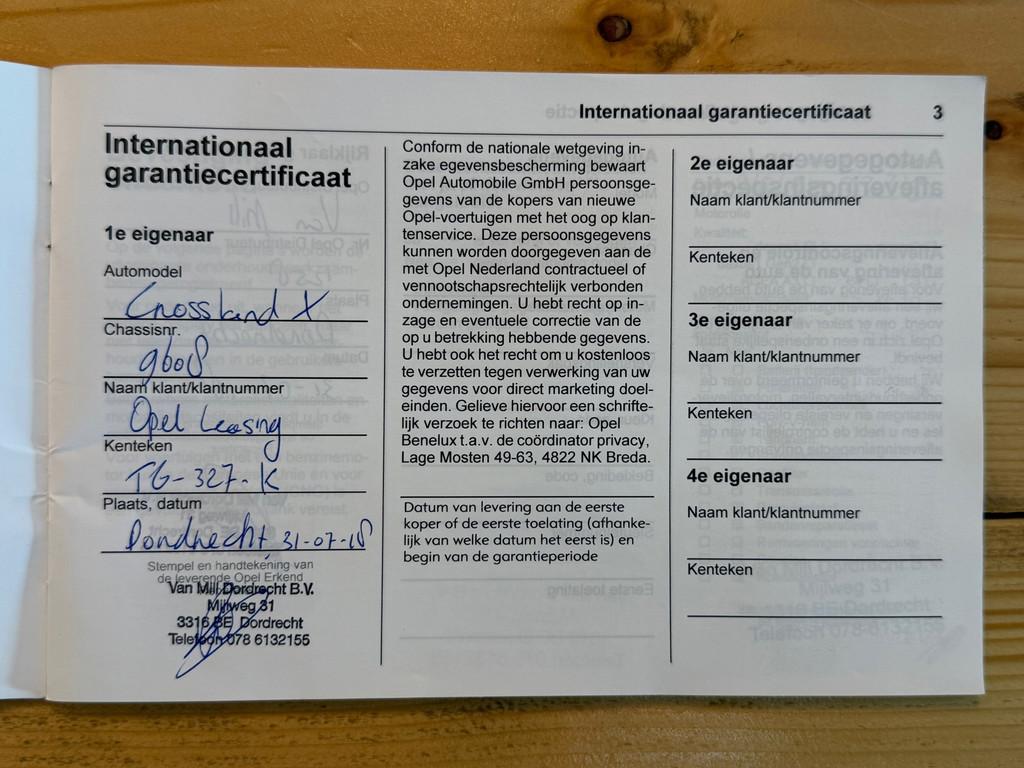 Internationaal garantiecertificaat 3
Internationaal
garantiecertificaat
1e eigenaar
Automodel
Crossland X
Chassisnr.
Naam klant/klantnummer
Opel Leasing
Kenteken
TG-327-K
Plaats, datum
Dordrecht 31-07-18
Stempel en handtekening van
de leverende Opel Erkend
Van Mill Dordrecht B.V.
Mijlweg 31
3316 BE Dordrecht
Telefoon 078 6132155
Conform de nationale wetgeving in-
zake egevensbescherming bewaart
Opel Automobile GmbH persoonsge-
gevens van de kopers van nieuwe
Opel-voertuigen met het oog op klan-
tenservice. Deze persoonsgegevens
kunnen worden doorgegeven aan de
met Opel Nederland contractueel of
vennootschapsrechtelijk verbonden
ondernemingen. U hebt recht op in-
zage en eventuele correctie van de
op u betrekking hebbende gegevens.
U hebt ook het recht om u kostenloos
te verzetten tegen verwerking van uw
gegevens voor direct marketing doel-
einden. Gelieve hiervoor een schrifte-
lijk verzoek te richten naar: Opel
Benelux t.a.v. de coördinator privacy,
Lage Mosten 49-63, 4822 NK Breda.
Datum van levering aan de eerste
koper of de eerste toelating (afhanke-
lijk van welke datum het eerst is) en
begin van de garantieperiode
2e eigenaar
Naam klant/klantnummer
Kenteken
3e eigenaar
Naam klant/klantnummer
Kenteken
4e eigenaar
Naam klant/klantnummer
Kenteken